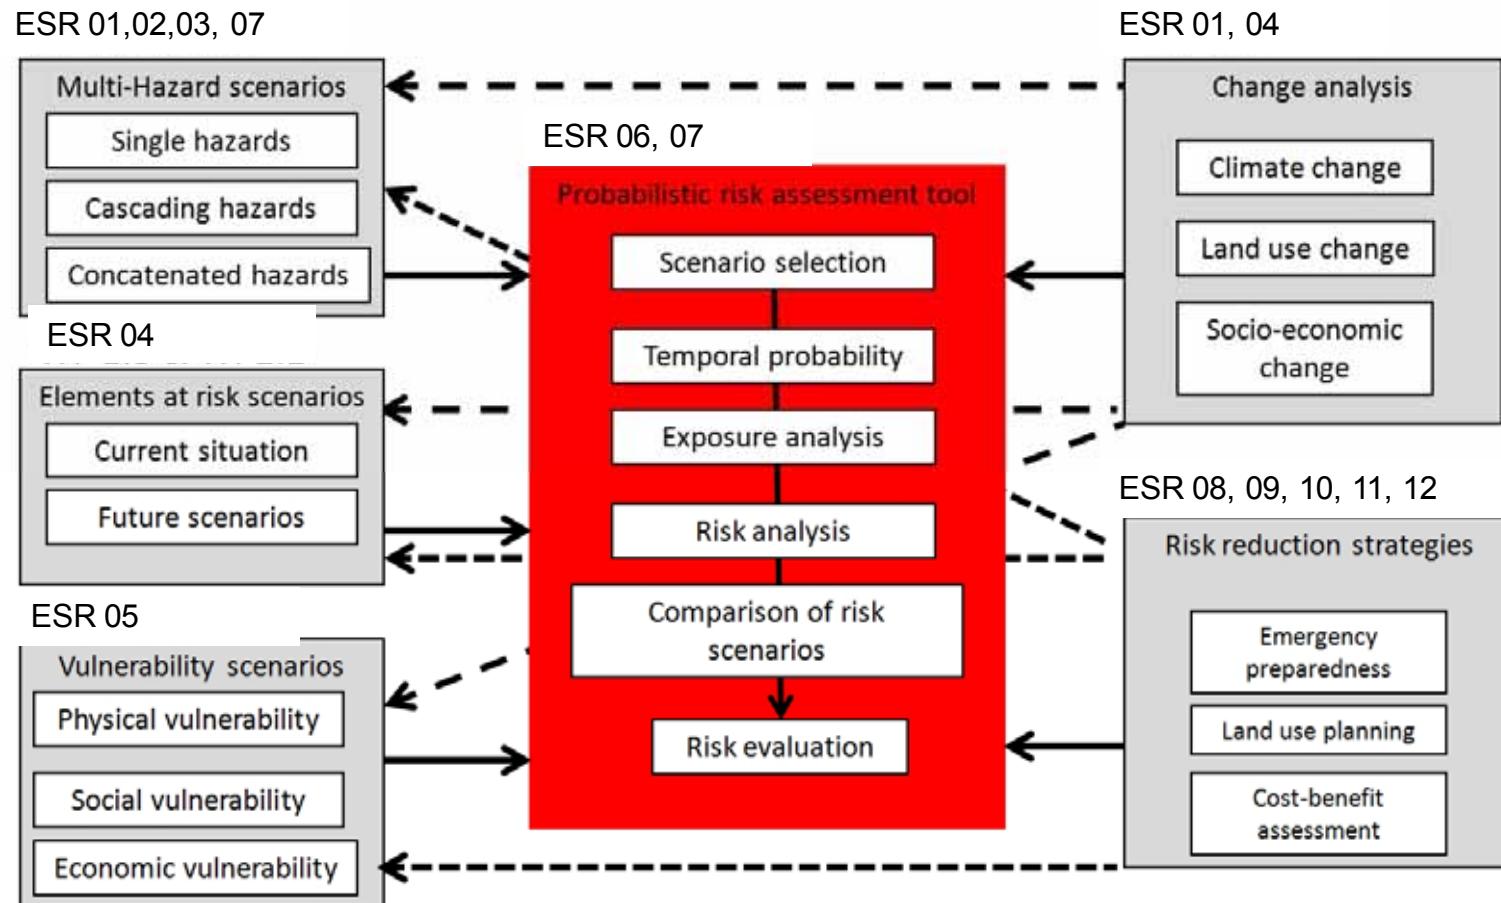 ESR 01,02,03, 07
Multi-Hazard scenarios
Single hazards
Cascading hazards
Concatenated hazards
ESR 04
Elements at risk scenarios
Current situation
Future scenarios
ESR 05
Vulnerability scenarios
Physical vulnerability
Social vulnerability
Economic vulnerability
ESR 06, 07
Probabilistic risk assessment tool
Scenario selection
Temporal probability
Exposure analysis
Risk analysis
Comparison of risk
scenarios
Risk evaluation
ESR 01, 04
Change analysis
Climate change
Land use change
Socio-economic
change
ESR 08, 09, 10, 11, 12
Risk reduction strategies
Emergency
preparedness
Land use planning
Cost-benefit
assessment